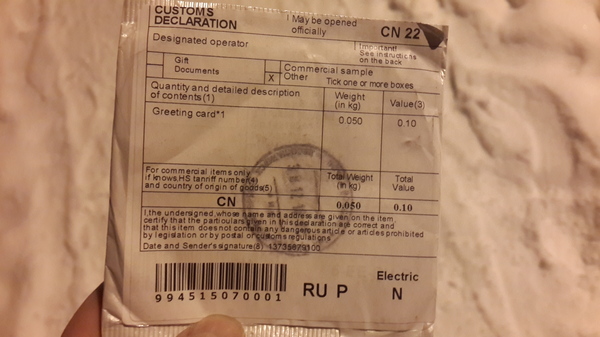 CUSTOMS
DECLARATION
May be opened
officially
CN 22
Designated operator
Important!
See instructions
on the back
Gift
Documents
X
Commercial sample
Other
Tick one or more boxes
Quantity and detailed description
of contents(1)
Weight
(in kg)
Value(3)
Greeting card*1
0.050
0.10
For commercial items only
if knows.HS tanriff number(4)
and country of origin of goods(5)
Total Weight
(in kg)
Total
Value
CN
0.050
0.10
I,the undersigned,whose name and address are given on the item,
certify that the particulars given in this declaration are correct and
that this item does not contain any dangerous article or articles prohibited
by legislation or by postal or customs regulations
Date and Sender's signature(8) 13735879100
994515070001
RU P
Electric
N